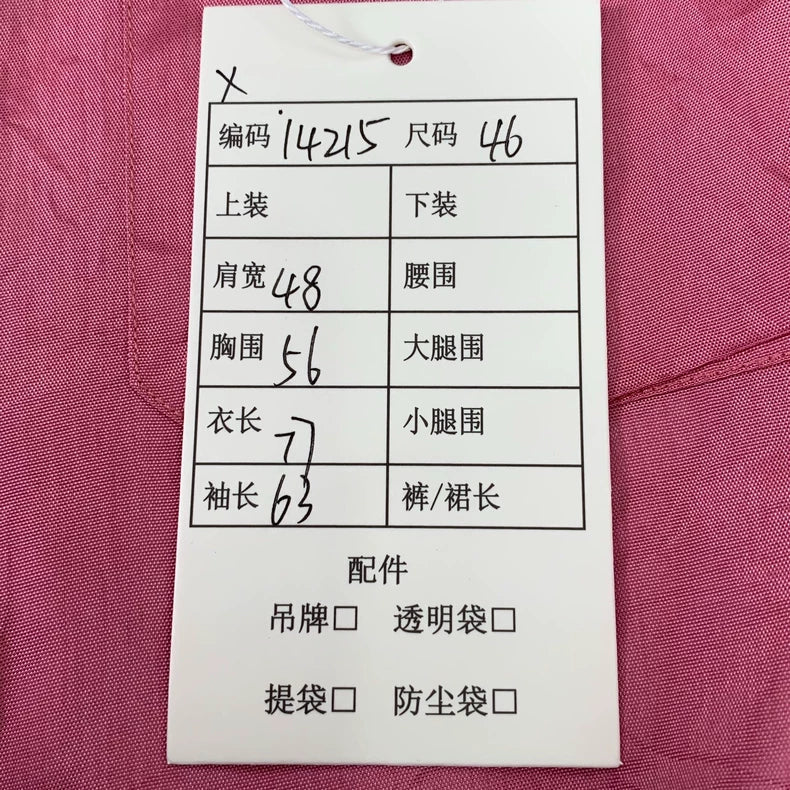 X
编码 14215 尺码 46
上装 下装
肩宽 48 腰围
胸围 56 大腿围
衣长 77 小腿围
袖长 63 裤/裙长
配件
吊牌□ 透明袋□
提袋□ 防尘袋□